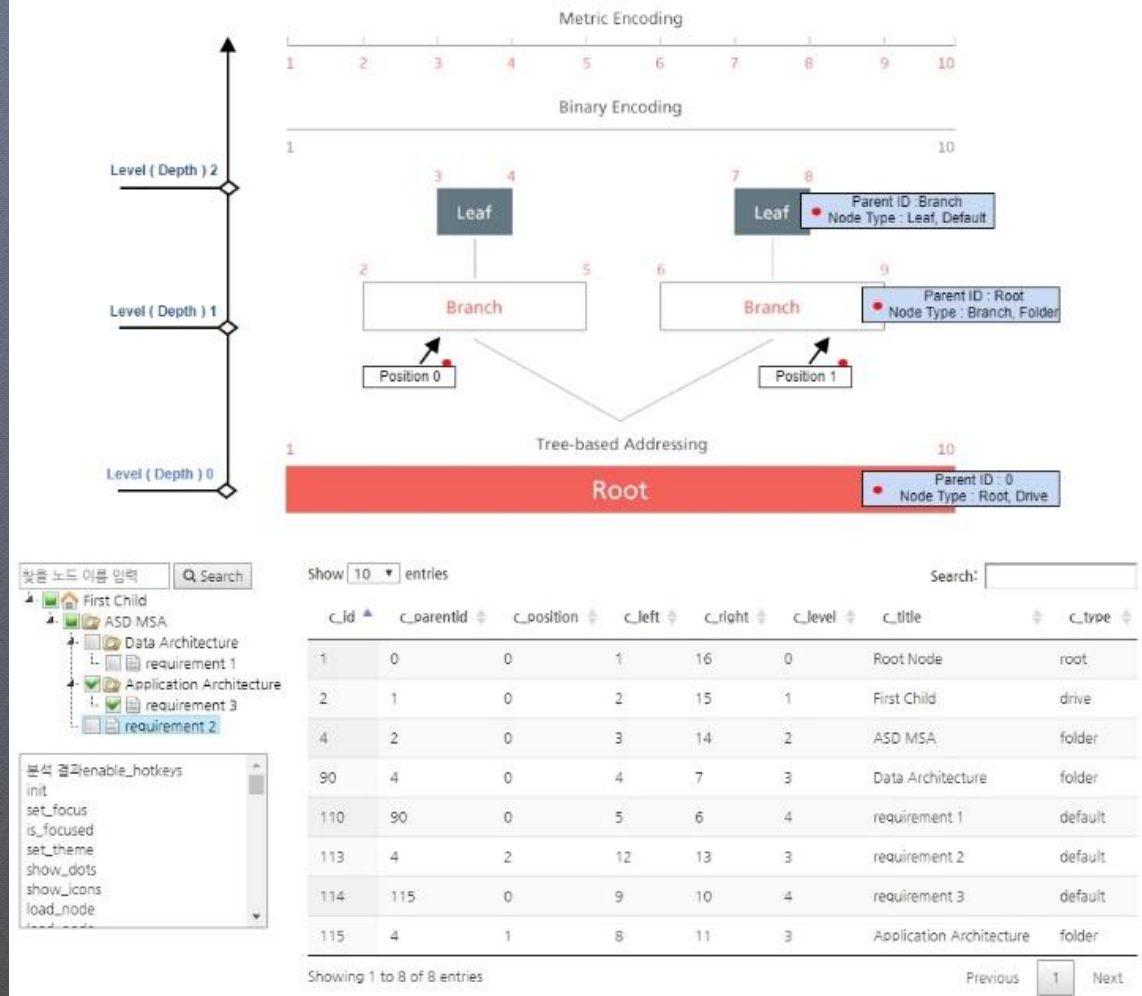 Metric Encoding
1 2 3 4 5 6 7 8 9 10
Binary Encoding
1 10
Level ( Depth ) 2
3 4 7 8
Leaf Leaf
Parent ID :Branch
Node Type : Leaf, Default
2 5 6 9
Level ( Depth ) 1
Branch Branch
Parent ID : Root
Node Type : Branch, Folder
Position 0 Position 1
Tree-based Addressing
1 10
Level ( Depth ) 0
Root
Parent ID : 0
Node Type : Root, Drive
찾을 노드 이름 입력 Search
First Child
ASD MSA
Data Architecture
requirement 1
Application Architecture
requirement 3
requirement 2
분석 결과enable_hotkeys
init
set_focus
is_focused
set_theme
show_dots
show_icons
load_node
load_node
Show 10 entries Search:
c_id c_parentid c_position c_left c_right c_level c_title c_type
1 0 0 1 16 0 Root Node root
2 1 0 2 15 1 First Child drive
4 2 0 3 14 2 ASD MSA folder
90 4 0 4 7 3 Data Architecture folder
110 90 0 5 6 4 requirement 1 default
113 4 2 12 13 3 requirement 2 default
114 115 0 9 10 4 requirement 3 default
115 4 1 8 11 3 Application Architecture folder
Showing 1 to 8 of 8 entries Previous 1 Next